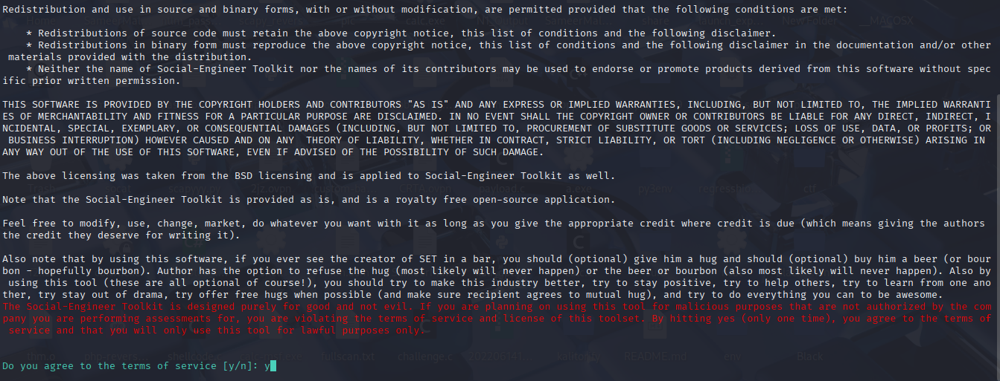 Redistribution and use in source and binary forms, with or without modification, are permitted provided that the following conditions are met:
* Redistributions of source code must retain the above copyright notice, this list of conditions and the following disclaimer.
* Redistributions in binary form must reproduce the above copyright notice, this list of conditions and the following disclaimer in the documentation and/or other
materials provided with the distribution.
* Neither the name of Social-Engineer Toolkit nor the names of its contributors may be used to endorse or promote products derived from this software without spec
ific prior written permission.
THIS SOFTWARE IS PROVIDED BY THE COPYRIGHT HOLDERS AND CONTRIBUTORS "AS IS" AND ANY EXPRESS OR IMPLIED WARRANTIES, INCLUDING, BUT NOT LIMITED TO, THE IMPLIED WARRANTI
ES OF MERCHANTABILITY AND FITNESS FOR A PARTICULAR PURPOSE ARE DISCLAIMED. IN NO EVENT SHALL THE COPYRIGHT OWNER OR CONTRIBUTORS BE LIABLE FOR ANY DIRECT, INDIRECT, I
NCIDENTAL, SPECIAL, EXEMPLARY, OR CONSEQUENTIAL DAMAGES (INCLUDING, BUT NOT LIMITED TO, PROCUREMENT OF SUBSTITUTE GOODS OR SERVICES; LOSS OF USE, DATA, OR PROFITS; OR
BUSINESS INTERRUPTION) HOWEVER CAUSED AND ON ANY  THEORY OF LIABILITY, WHETHER IN CONTRACT, STRICT LIABILITY, OR TORT (INCLUDING NEGLIGENCE OR OTHERWISE) ARISING IN
ANY WAY OUT OF THE USE OF THIS SOFTWARE, EVEN IF ADVISED OF THE POSSIBILITY OF SUCH DAMAGE.
The above licensing was taken from the BSD licensing and is applied to Social-Engineer Toolkit as well.
Note that the Social-Engineer Toolkit is provided as is, and is a royalty free open-source application.
Feel free to modify, use, change, market, do whatever you want with it as long as you give the appropriate credit where credit is due (which means giving the authors
the credit they deserve for writing it).
Also note that by using this software, if you ever see the creator of SET in a bar, you should (optional) give him a hug and should (optional) buy him a beer (or bour
bon - hopefully bourbon). Author has the option to refuse the hug (most likely will never happen) or the beer or bourbon (also most likely will never happen). Also by
using this tool (these are all optional of course!), you should try to make this industry better, try to stay positive, try to help others, try to learn from one ano
ther, try stay out of drama, try offer free hugs when possible (and make sure recipient agrees to mutual hug), and try to do everything you can to be awesome.
The Social-Engineer Toolkit is designed purely for good and not evil. If you are planning on using this tool for malicious purposes that are not authorized by the com
pany you are performing assessments for, you are violating the terms of service and license of this toolset. By hitting yes (only one time), you agree to the terms of
service and that you will only use this tool for lawful purposes only.
fullscan.txt challenge.c README.md env Black
Do you agree to the terms of service [y/n]: y